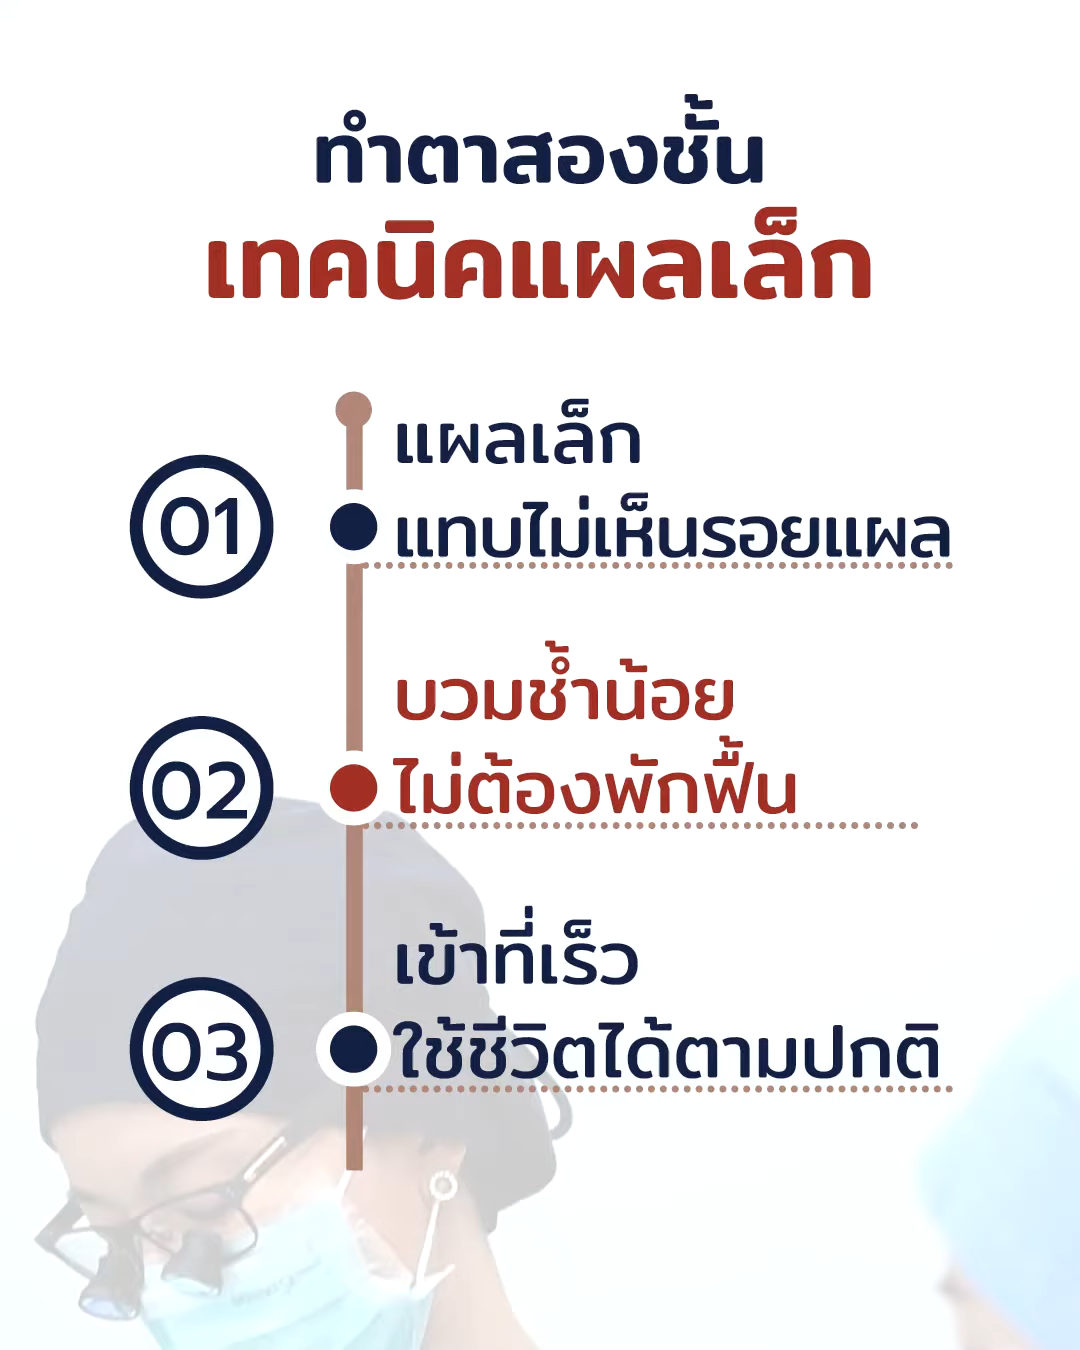 ทำตาสองชั้น
เทคนิคแผลเล็ก
01
แผลเล็ก
แทบไม่เห็นรอยแผล
02
บวมช้ำน้อย
ไม่ต้องพักฟื้น
03
เข้าที่เร็ว
ใช้ชีวิตได้ตามปกติ